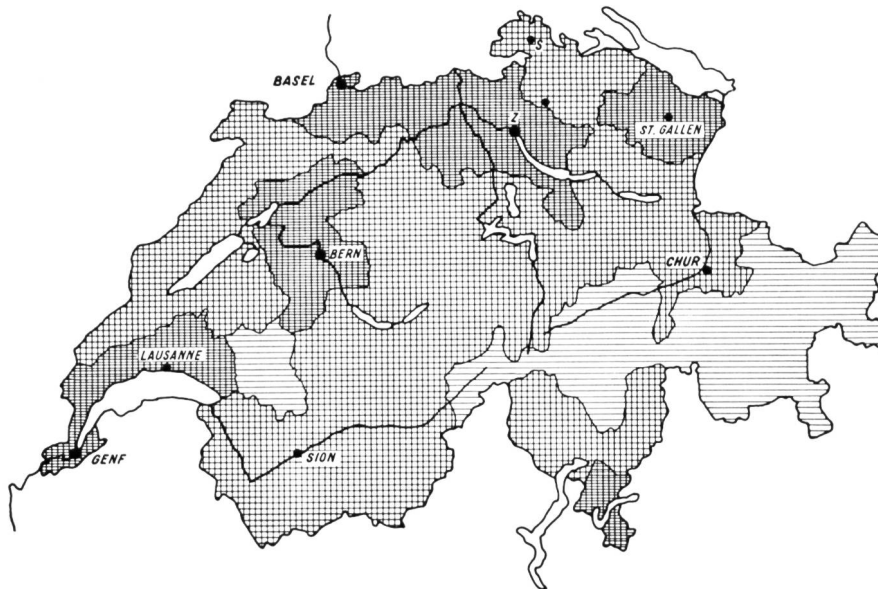 S
BASEL
Z
ST. GALLEN
BERN
CHUR
LAUSANNE
GENF
SION